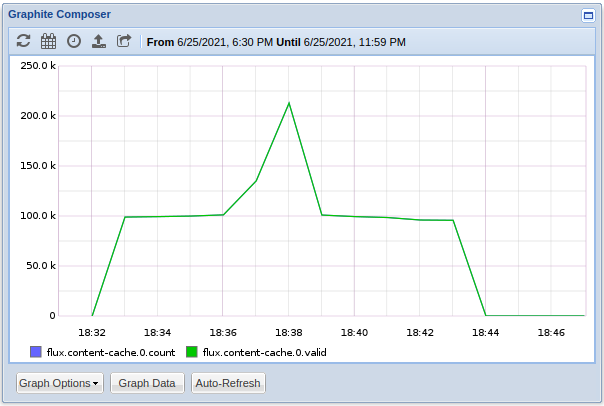 Graphite Composer
From 6/25/2021, 6:30 PM Until 6/25/2021, 11:59 PM
250.0 k
200.0 k
150.0 k
100.0 k
50.0 k
0
18:32 18:34 18:36 18:38 18:40 18:42 18:44 18:46
flux.content-cache.0.count flux.content-cache.0.valid
Graph Options Graph Data Auto-Refresh